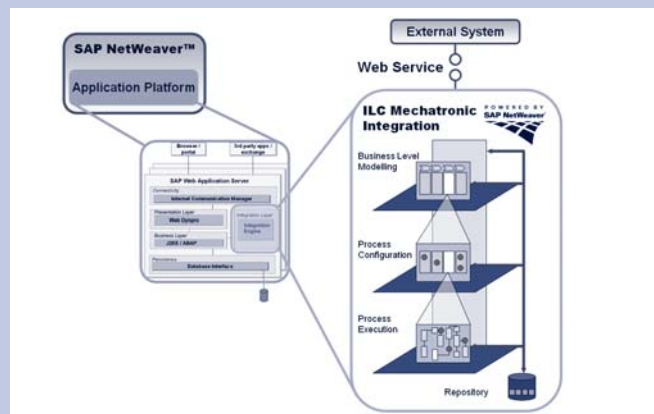 SAP NetWeaver™
Application Platform
External System
Web Service
ILC Mechatronic
Integration
POWERED BY
SAP NetWeaver
Browser /
portal
3rd party apps /
exchange
SAP Web Application Server
Connectivity
Internet Communication Manager
Presentation Layer
Web Dynpro
Integration Layer
Integration
Engine
Business Layer
J2EE / ABAP
Persistence
Database Interface
Business Level
Modelling
Process
Configuration
Process
Execution
Repository